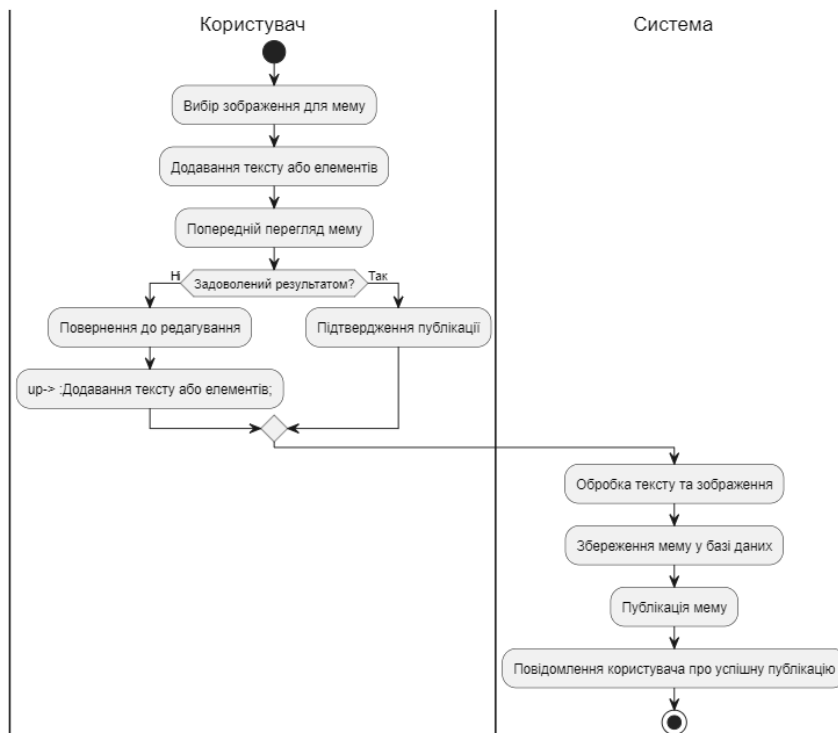 Користувач
Система
Вибір зображення для мему
Додавання тексту або елементів
Попередній перегляд мему
Ні
Задоволений результатом?
Так
Повернення до редагування
Підтвердження публікації
up-> :Додавання тексту або елементів;
Обробка тексту та зображення
Збереження мему у базі даних
Публікація мему
Повідомлення користувача про успішну публікацію